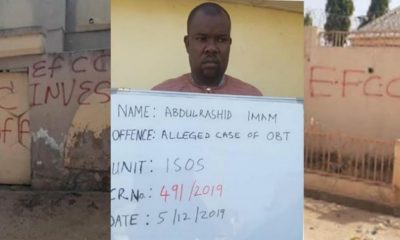 EFCC
INVES
NAME: ABDULRASHID IMAM
OFFENCE: ALLEGED CASE OF OBT
UNIT: ISOS
CR No: 491/2019
DATE: 5/12/2019
EFCC